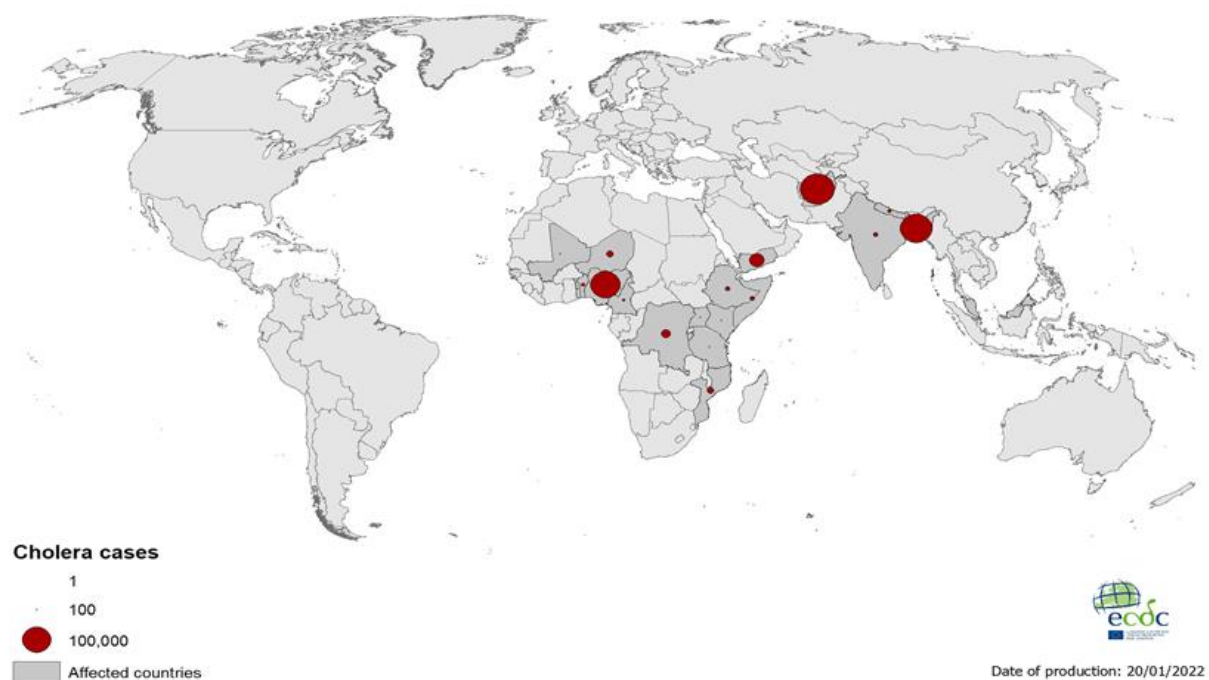 Cholera cases
1
100
100,000
Affected countries
ecdc
Date of production: 20/01/2022